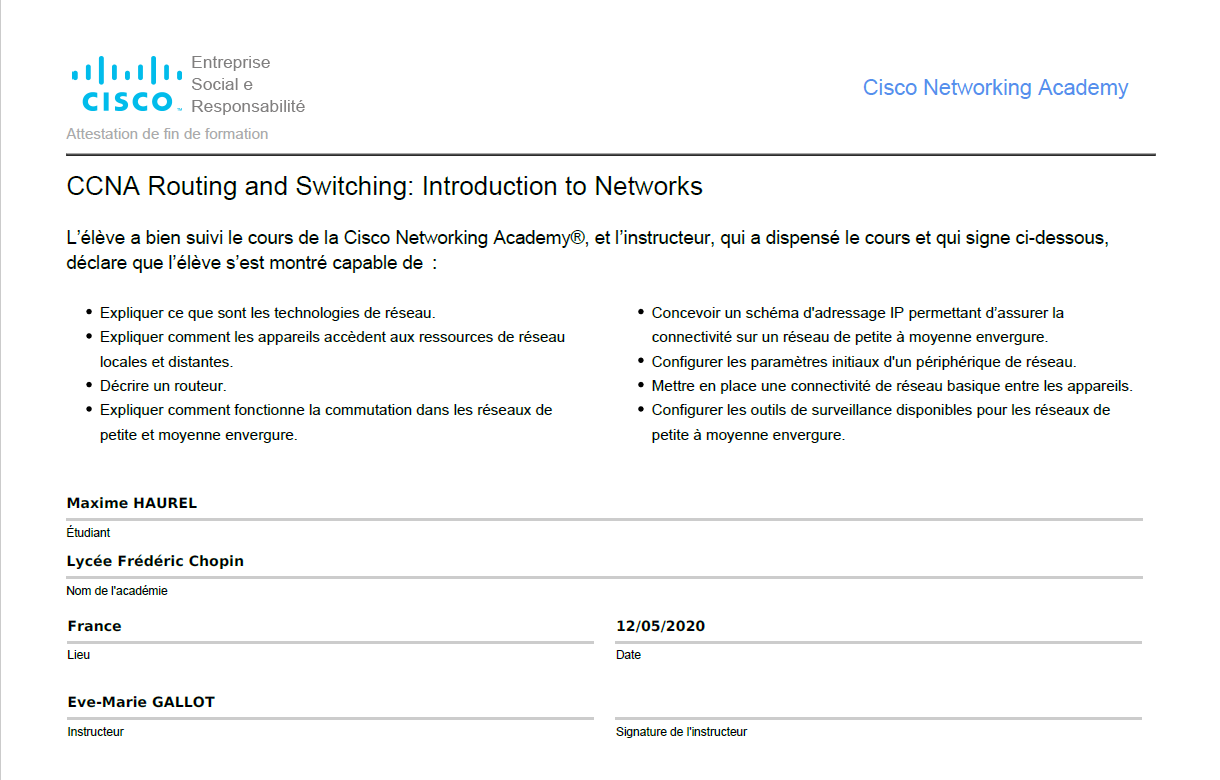 Entreprise
Social e
CISCO™ Responsabilité
Cisco Networking Academy
Attestation de fin de formation
CCNA Routing and Switching: Introduction to Networks
L’élève a bien suivi le cours de la Cisco Networking Academy®, et l’instructeur, qui a dispensé le cours et qui signe ci-dessous,
déclare que l’élève s’est montré capable de :
• Expliquer ce que sont les technologies de réseau.
• Expliquer comment les appareils accèdent aux ressources de réseau
locales et distantes.
• Décrire un routeur.
• Expliquer comment fonctionne la commutation dans les réseaux de
petite et moyenne envergure.
• Concevoir un schéma d'adressage IP permettant d’assurer la
connectivité sur un réseau de petite à moyenne envergure.
• Configurer les paramètres initiaux d'un périphérique de réseau.
• Mettre en place une connectivité de réseau basique entre les appareils.
• Configurer les outils de surveillance disponibles pour les réseaux de
petite à moyenne envergure.
Maxime HAUREL
Étudiant
Lycée Frédéric Chopin
Nom de l'académie
France
Lieu
12/05/2020
Date
Eve-Marie GALLOT
Instructeur
Signature de l'instructeur